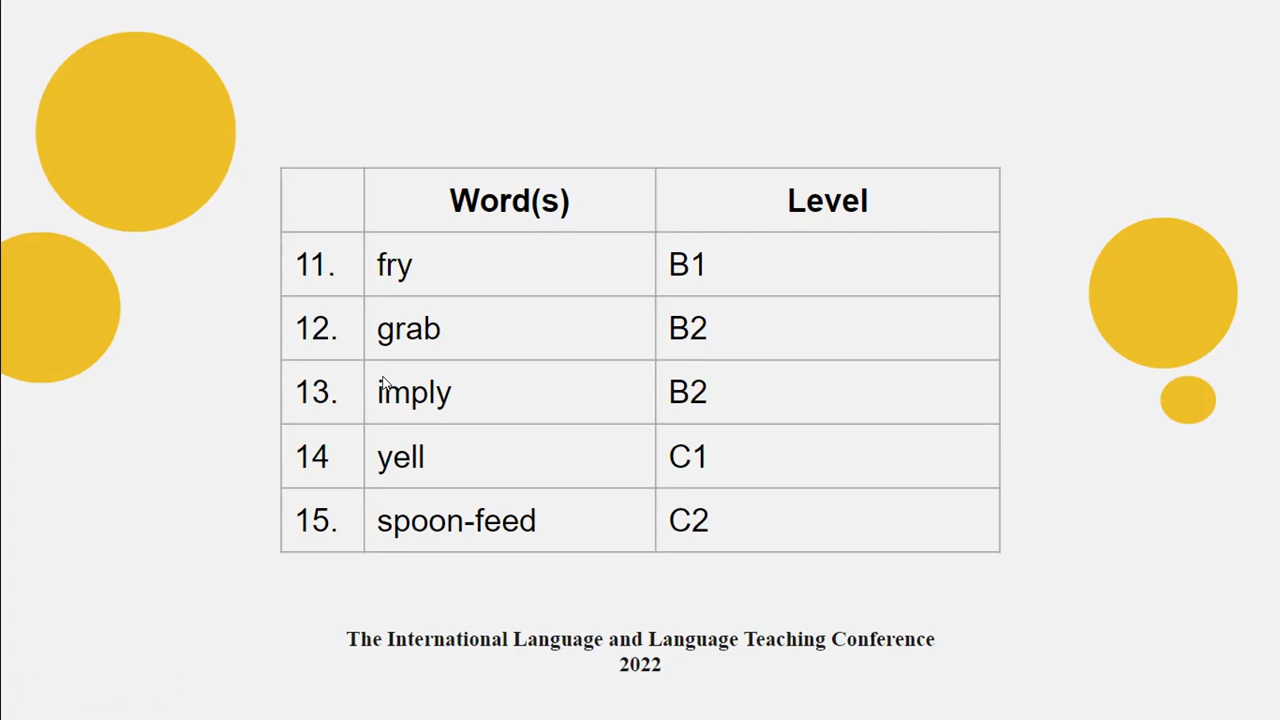 Word(s) Level
11. fry B1
12. grab B2
13. imply B2
14 yell C1
15. spoon-feed C2
The International Language and Language Teaching Conference
2022